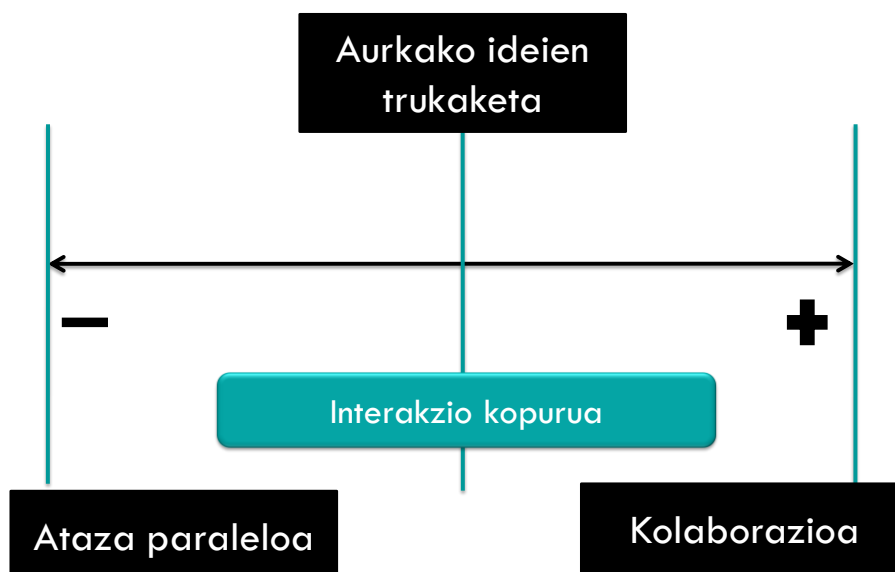 Aurkako ideien
trukaketa
–
+
Interakzio kopurua
Ataza paraleloa
Kolaborazioa